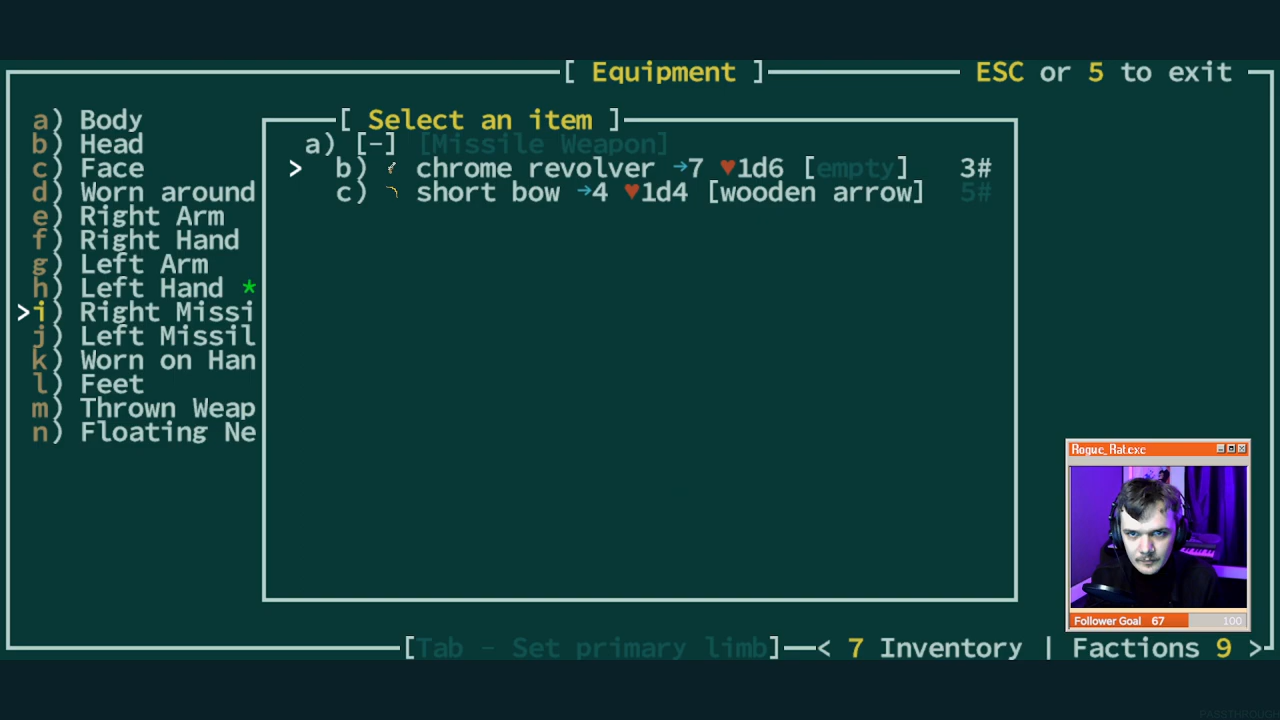 [ Equipment ] ESC or 5 to exit
a) Body
b) Head
c) Face
d) Worn around
e) Right Arm
f) Right Hand
g) Left Arm
h) Left Hand *
>i) Right Missi
j) Left Missil
k) Worn on Han
l) Feet
m) Thrown Weap
n) Floating Ne
[ Select an item ]
a) [-] [Missile Weapon]
> b) chrome revolver →7 ♥1d6 [empty] 3#
c) short bow →4 ♥1d4 [wooden arrow] 5#
Rogue_Rat.exe
Follower Goal 67 100
[Tab - Set primary limb] < 7 Inventory | Factions 9 >